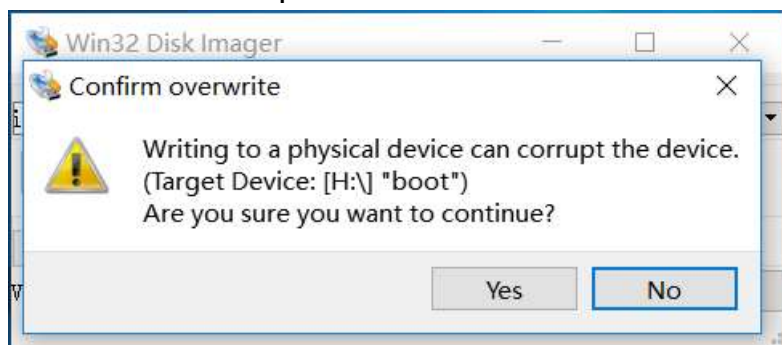 Win32 Disk Imager
Confirm overwrite
Writing to a physical device can corrupt the device.
(Target Device: [H:\] "boot")
Are you sure you want to continue?
Yes
No